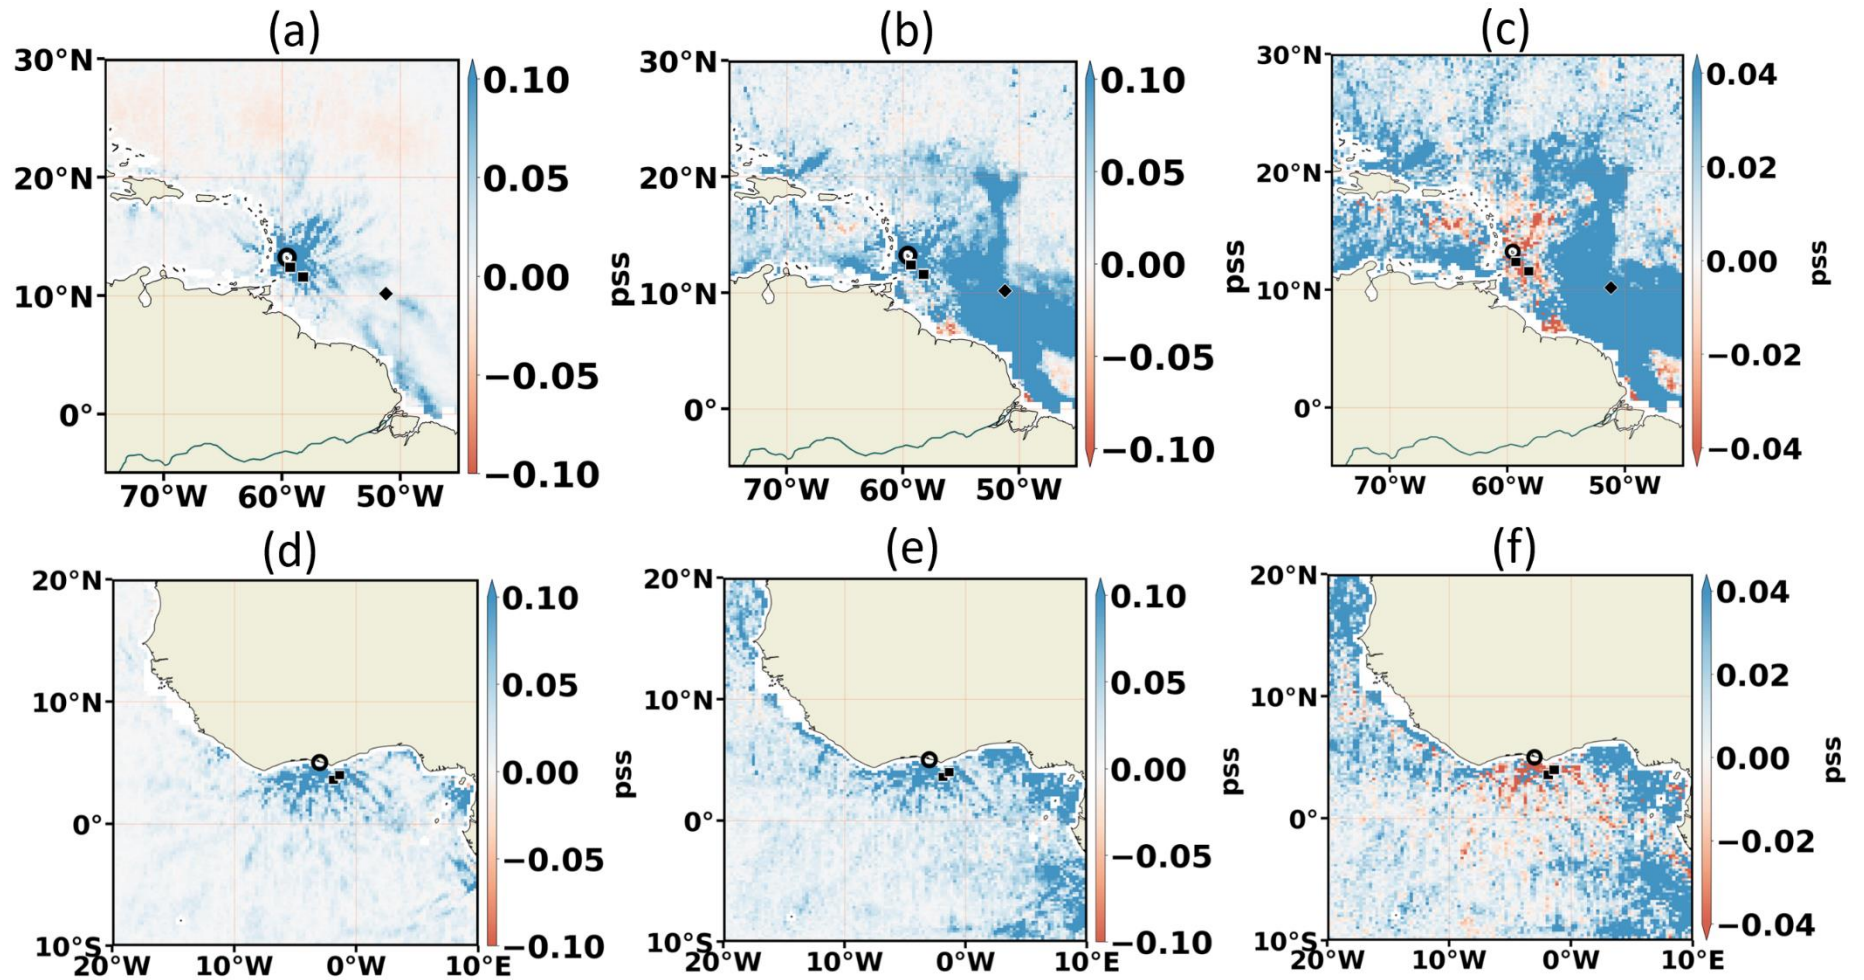 (a)
30°N
20°N
10°N
0°
70°W 60°W 50°W
0.10
0.05
0.00
−0.05
−0.10
pss
(b)
30°N
20°N
10°N
0°
70°W 60°W 50°W
0.10
0.05
0.00
−0.05
−0.10
pss
(c)
30°N
20°N
10°N
0°
70°W 60°W 50°W
0.04
0.02
0.00
−0.02
−0.04
pss
(d)
20°N
10°N
0°
10°S
20°W 10°W 0°W 10°E
0.10
0.05
0.00
−0.05
−0.10
pss
(e)
20°N
10°N
0°
10°S
20°W 10°W 0°W 10°E
0.10
0.05
0.00
−0.05
−0.10
pss
(f)
20°N
10°N
0°
10°S
20°W 10°W 0°W 10°E
0.04
0.02
0.00
−0.02
−0.04
pss